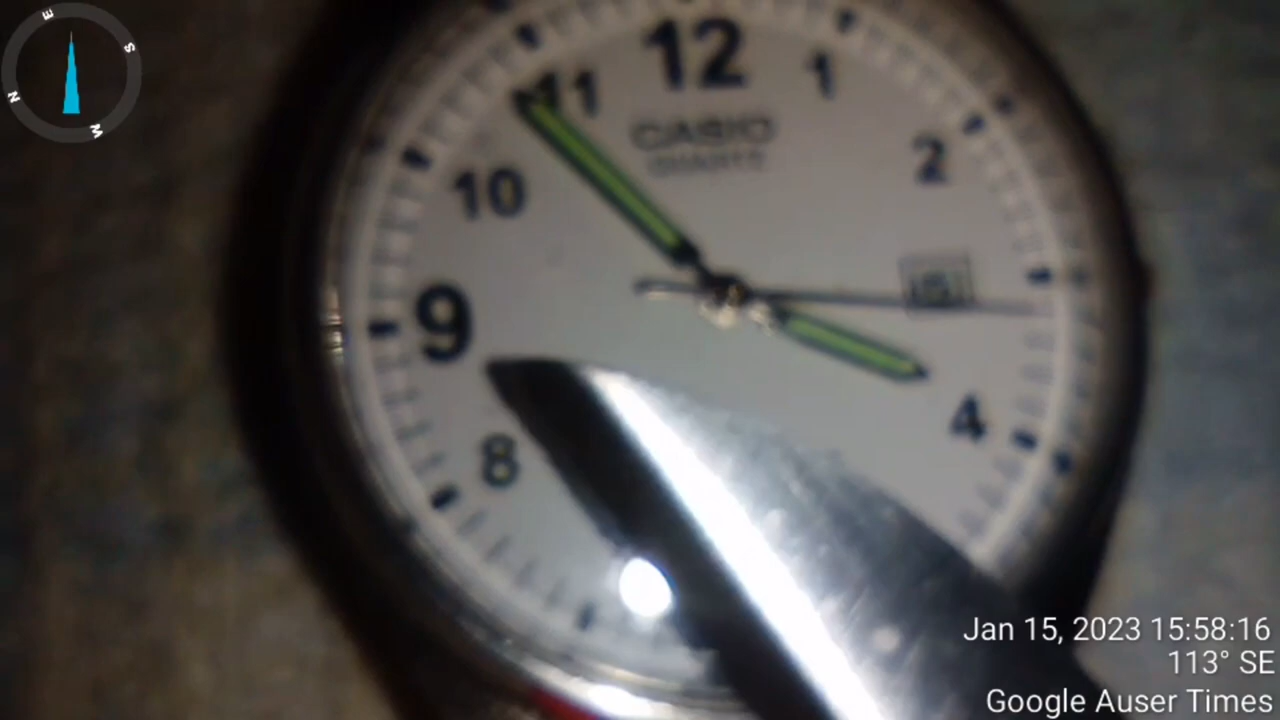 E
S
N
W
12
11
1
CASIO
QUARTZ
2
10
15
9
4
8
Jan 15, 2023 15:58:16
113° SE
Google Auser Times